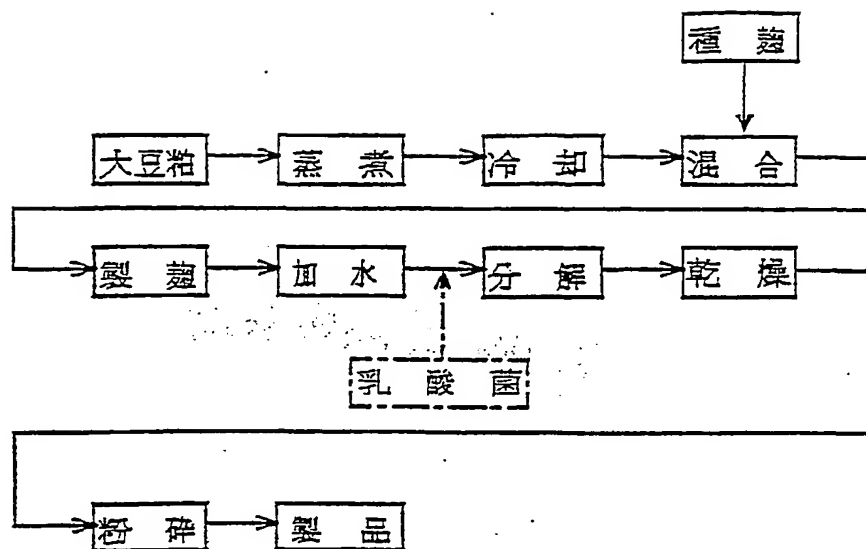 種麹
大豆粕 蒸煮 冷却 混合
製麹 加水 分解 乾燥
乳酸菌
粉砕 製品